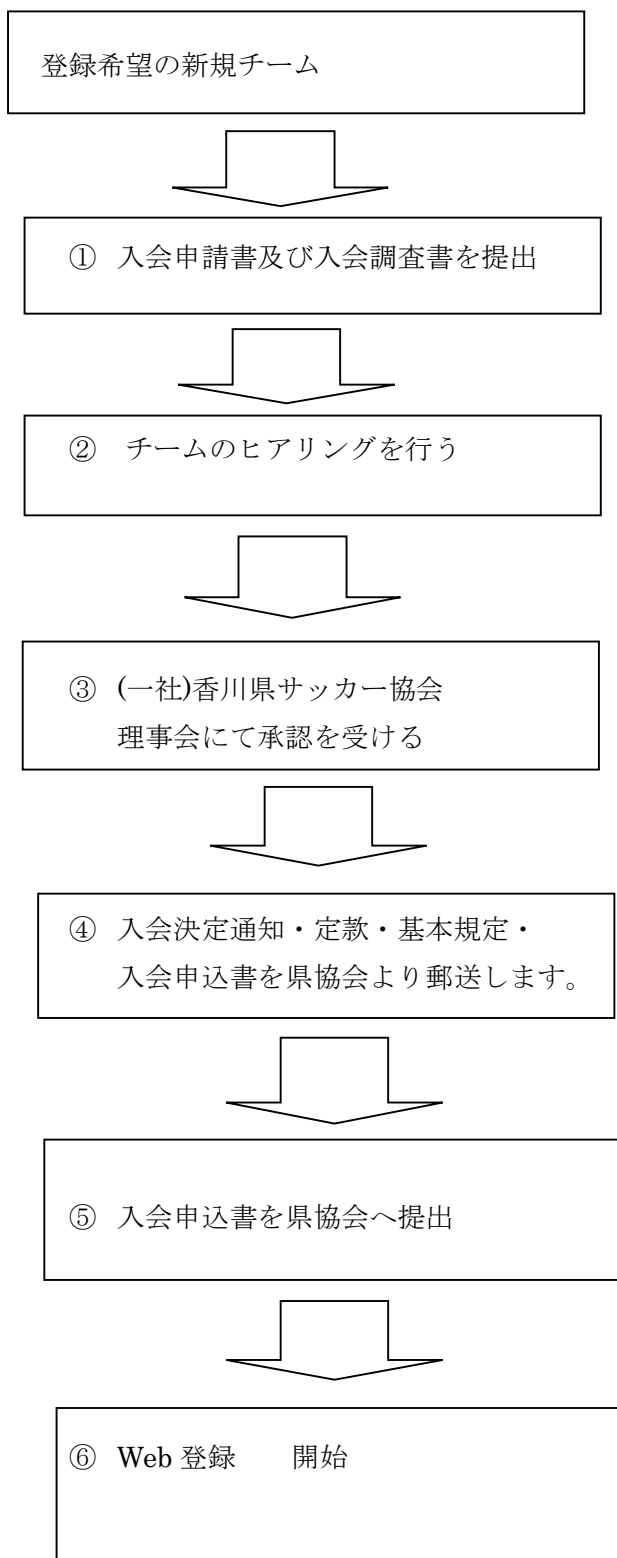 登録希望の新規チーム
① 入会申請書及び入会調査書を提出
② チームのヒアリングを行う
③ (一社)香川県サッカー協会
理事会にて承認を受ける
④ 入会決定通知・定款・基本規定・
入会申込書を県協会より郵送します。
⑤ 入会申込書を県協会へ提出
⑥ Web 登録　　開始